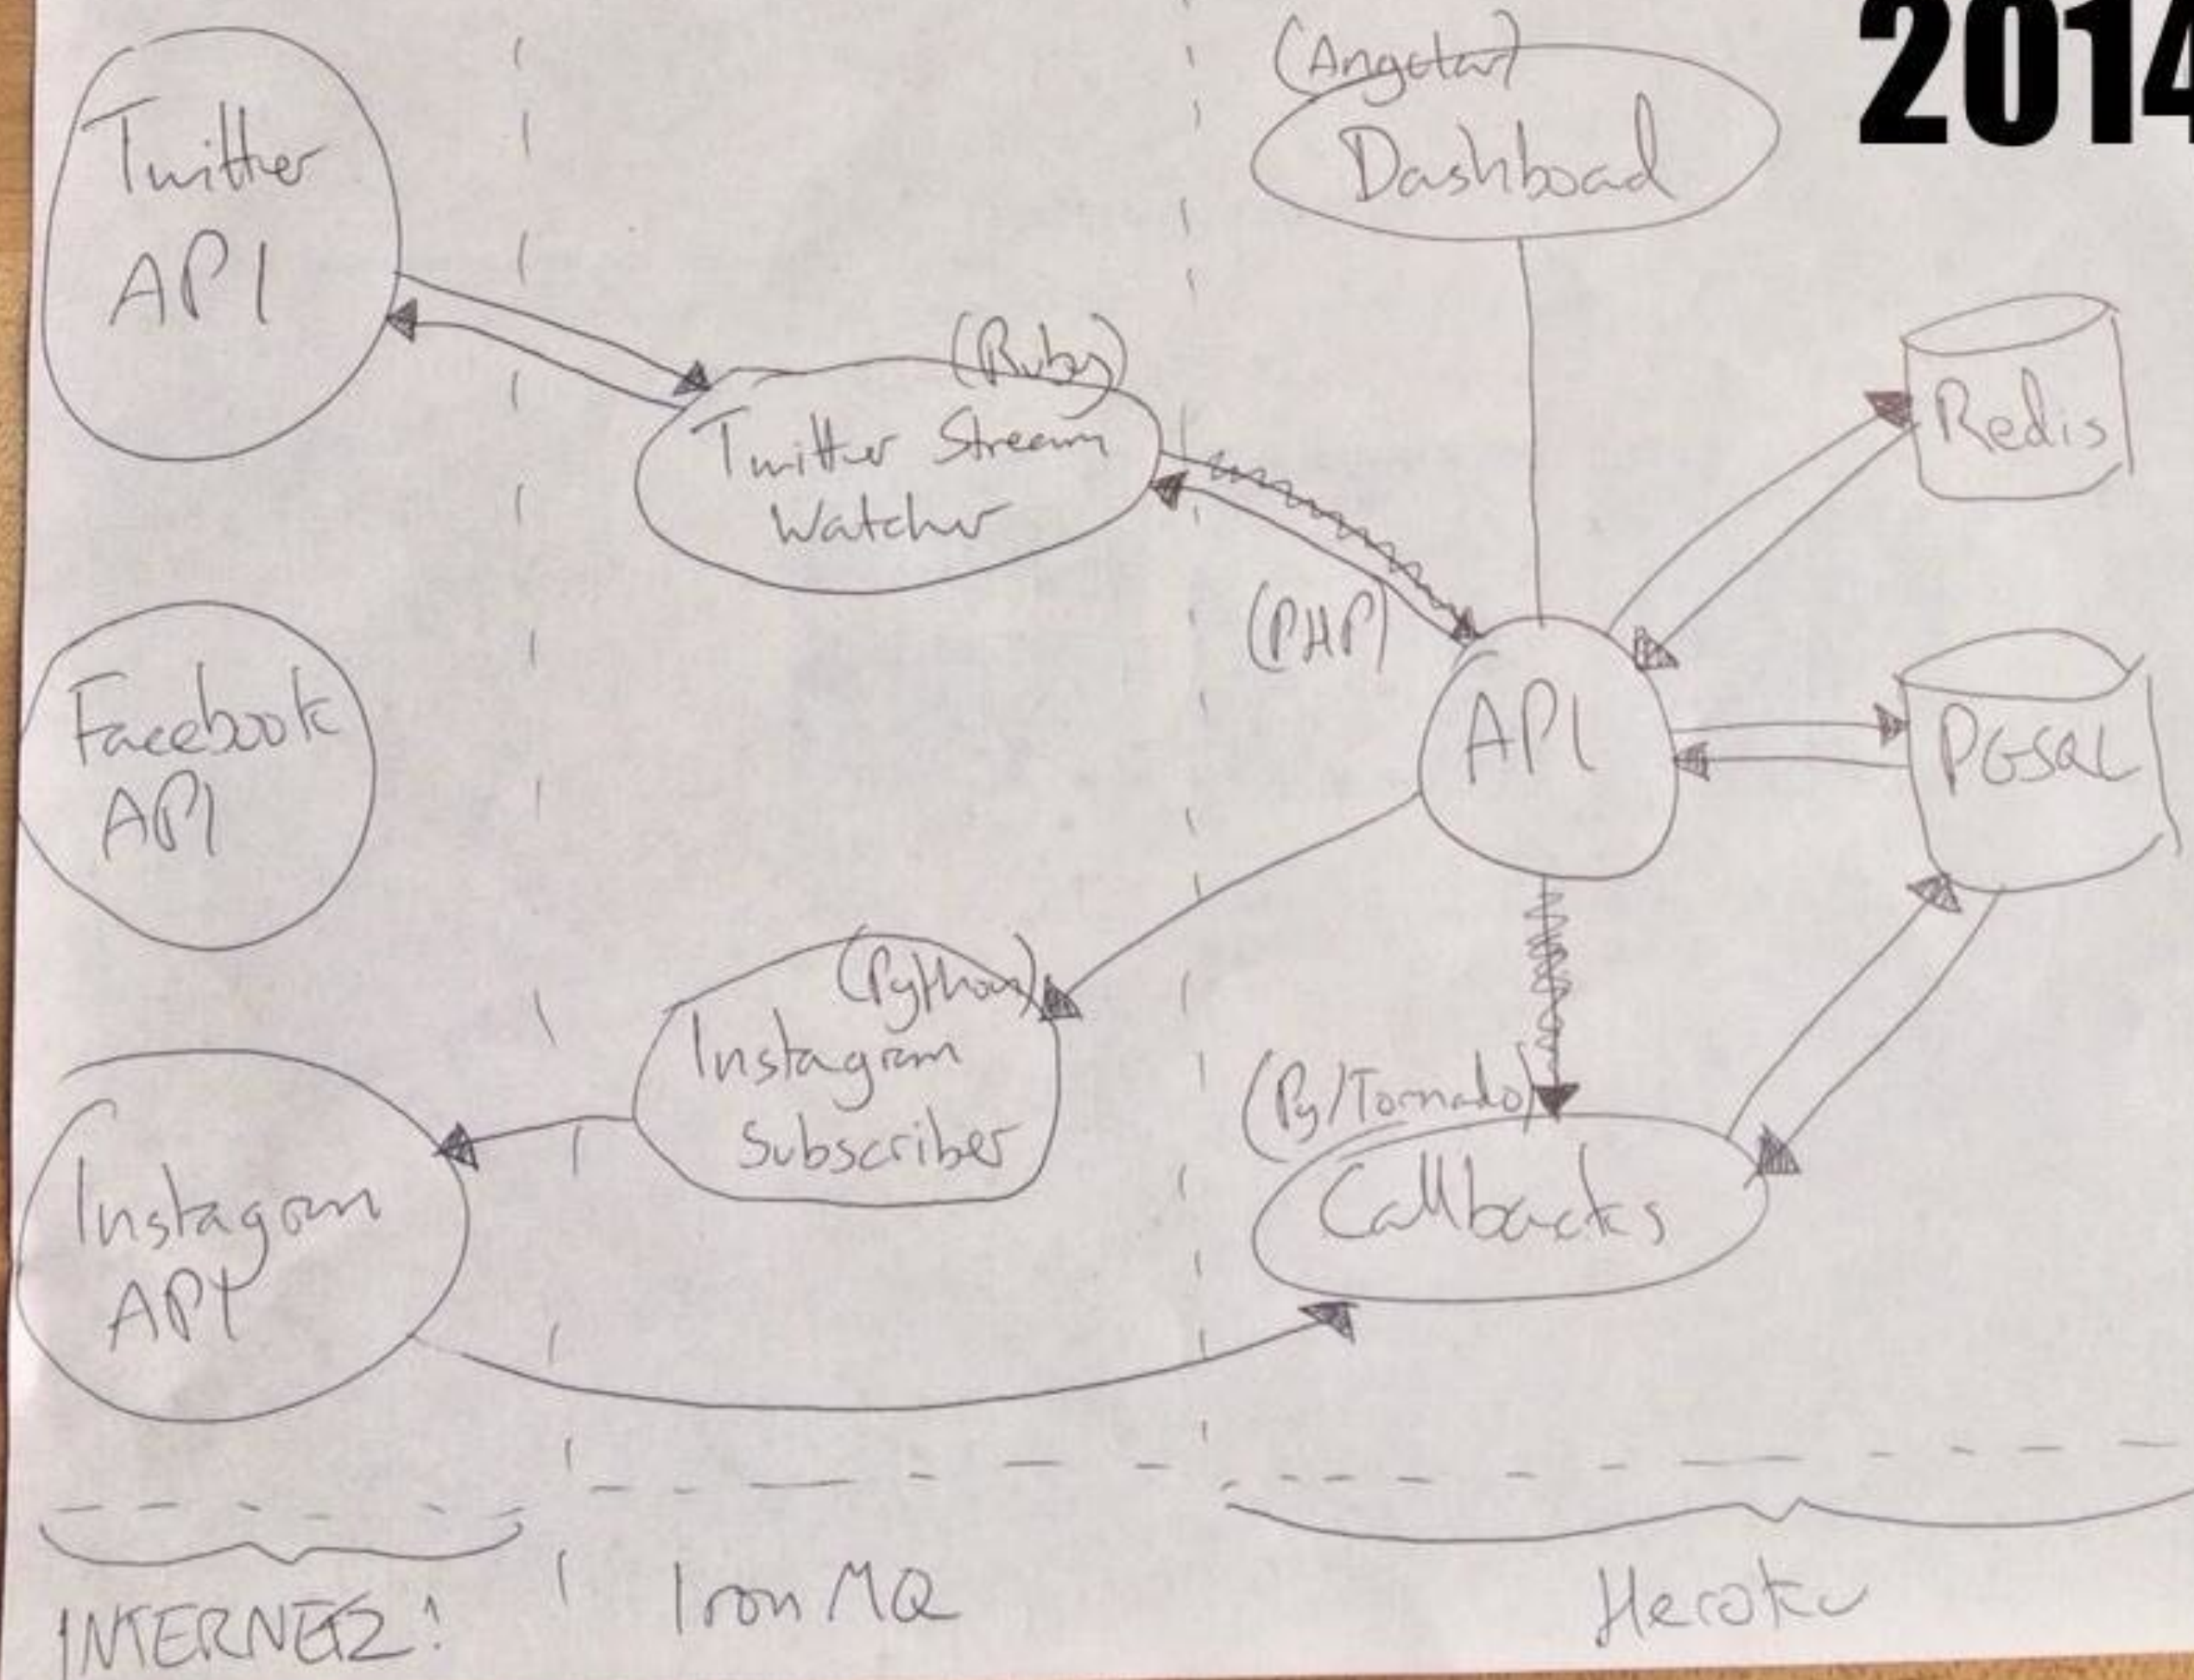 2014
(Angular)
Dashboad
Twitter
API
(Ruby)
Twitter Stream
Watcher
Redis
(PHP)
API
PGSQL
Facebook
API
(Python)
Instagram
Subscriber
(Py/Tornado)
Callbacks
Instagram
API
INTERNETZ!
Iron MQ
Heroku